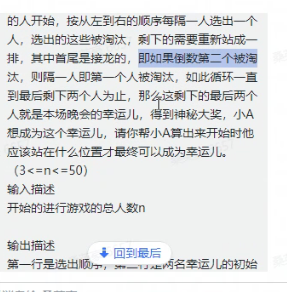 的人开始，按从左到右的顺序每隔一人选出一个
人，选出的这些被淘汰，剩下的需要重新站成一
排，其中首尾是接龙的，即如果倒数第二个被淘
汰，则隔一人即第一个人被淘汰，如此循环一直
到最后剩下两个人为止，那么这剩下的最后两个
人就是本场晚会的幸运儿，得到神秘大奖，小A
想成为这个幸运儿，请你帮小A算出来开始时他
应该站在什么位置才最终可以成为幸运儿。
（3<=n<=50）
输入描述
开始的进行游戏的总人数n
输出描述
回到最后
第一行是选出顺序，第二行是两名幸运儿的初始